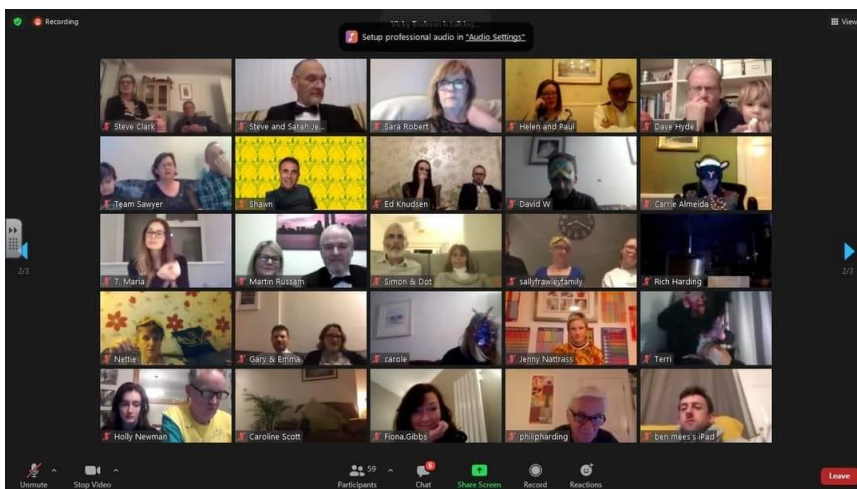 Recording
View
Setup professional audio in "Audio Settings"
Steve Clark
Steve and Sarah Je...
Sara Robert
Helen and Paul
Dave Hyde
Team Sawyer
Shawn
Ed Knudsen
David W
Carrie Almeida
7. Maria
Martin Russam
Simon & Dot
sallyfrawleyfamily
Rich Harding
2/3
2/3
Nettie
Gary & Emma
carole
Jenny Nattrass
Terri
Holly Newman
Caroline Scott
Fiona.Gibbs
philipharding
ben mees's iPad
59
6
Unmute
Stop Video
Participants
Chat
Share Screen
Record
Reactions
Leave